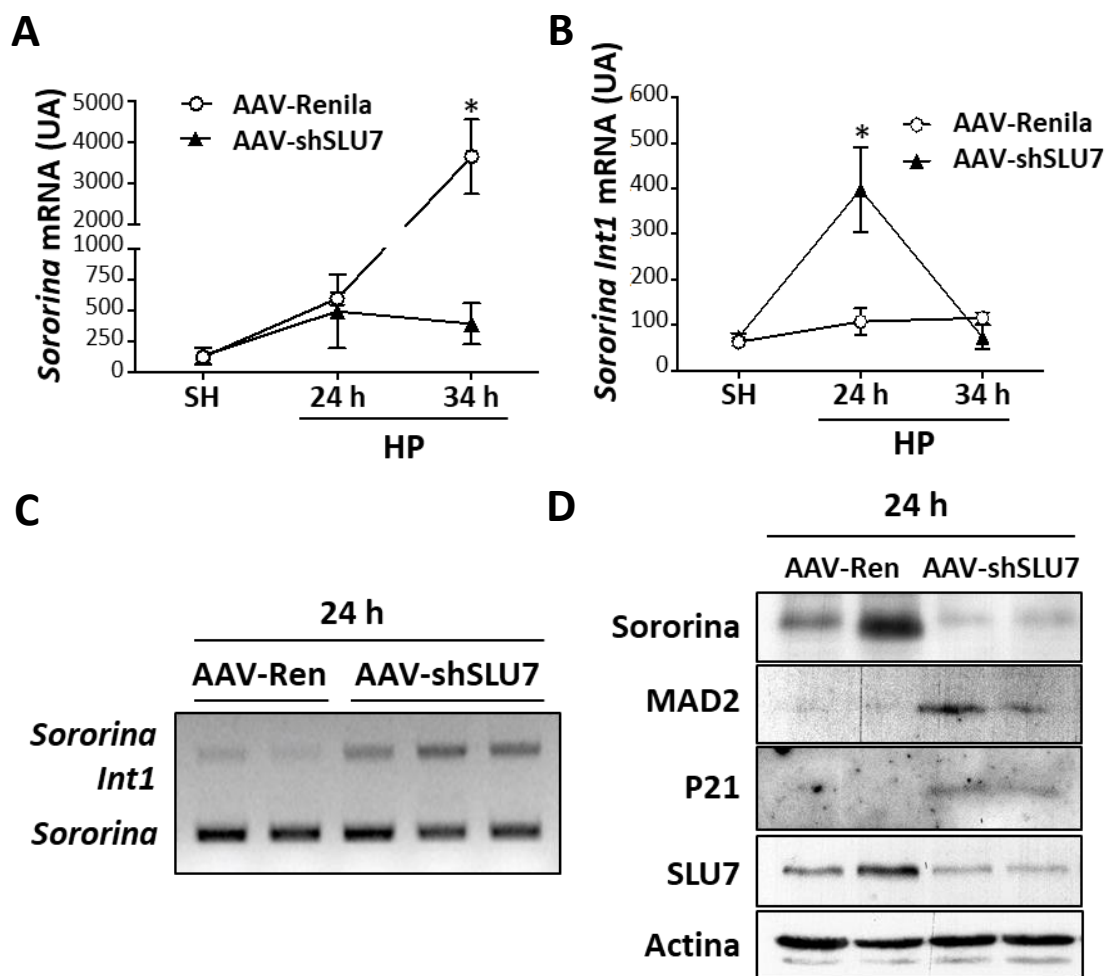 A
Sororina mRNA (UA)
5000
4000
3000
2000
1000
750
500
250
0
AAV-Renila
AAV-shSLU7
*
SH
24 h
34 h
HP
B
Sororina Int1 mRNA (UA)
600
500
400
300
200
100
0
AAV-Renila
AAV-shSLU7
*
SH
24 h
34 h
HP
C
24 h
AAV-Ren
AAV-shSLU7
Sororina
Int1
Sororina
D
24 h
AAV-Ren
AAV-shSLU7
Sororina
MAD2
P21
SLU7
Actina